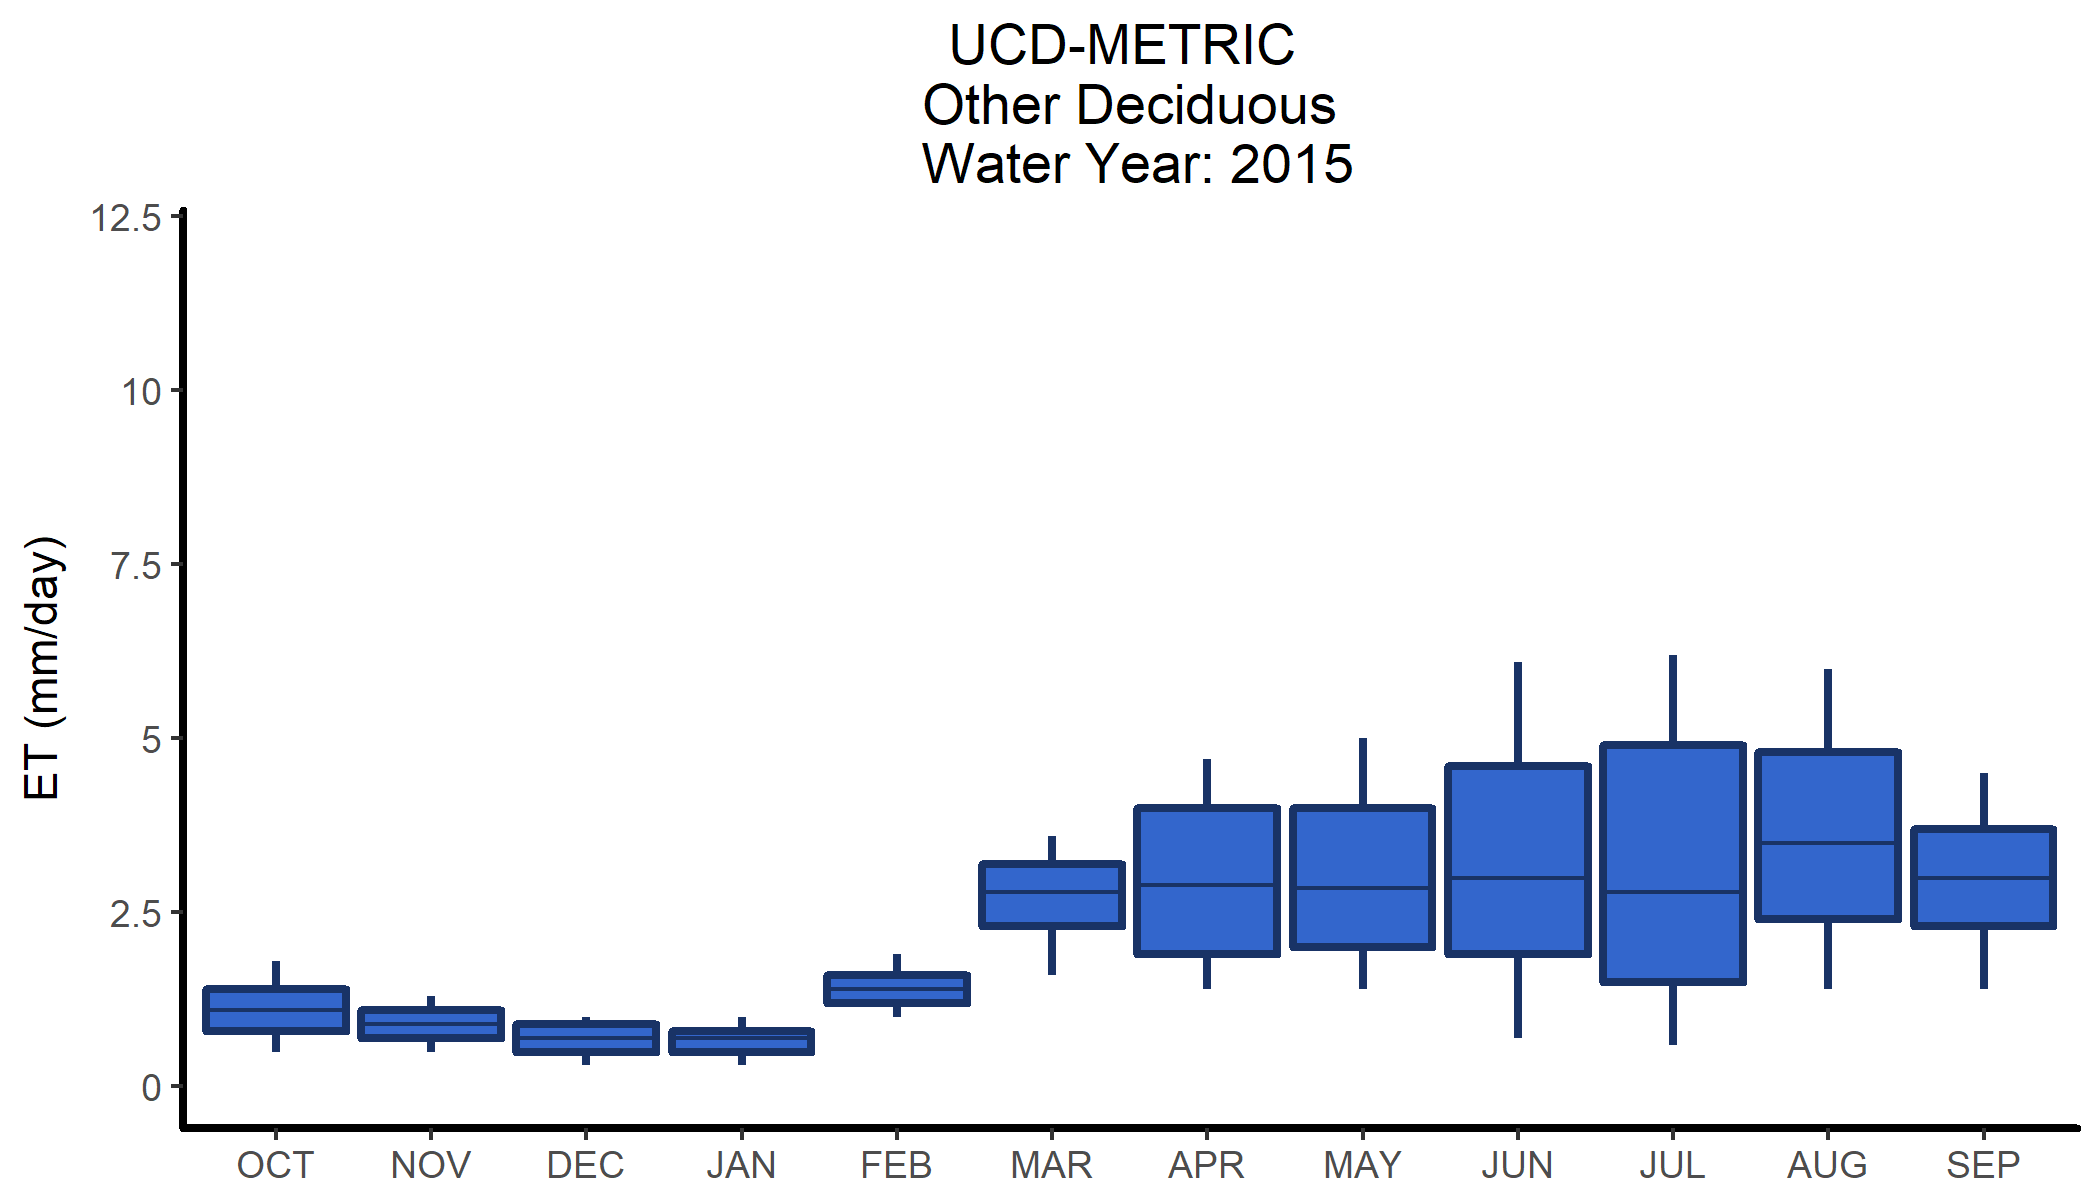 UCD-METRIC
Other Deciduous
Water Year: 2015
ET (mm/day)
12.5
10
7.5
5
2.5
0
OCT NOV DEC JAN FEB MAR APR MAY JUN JUL AUG SEP